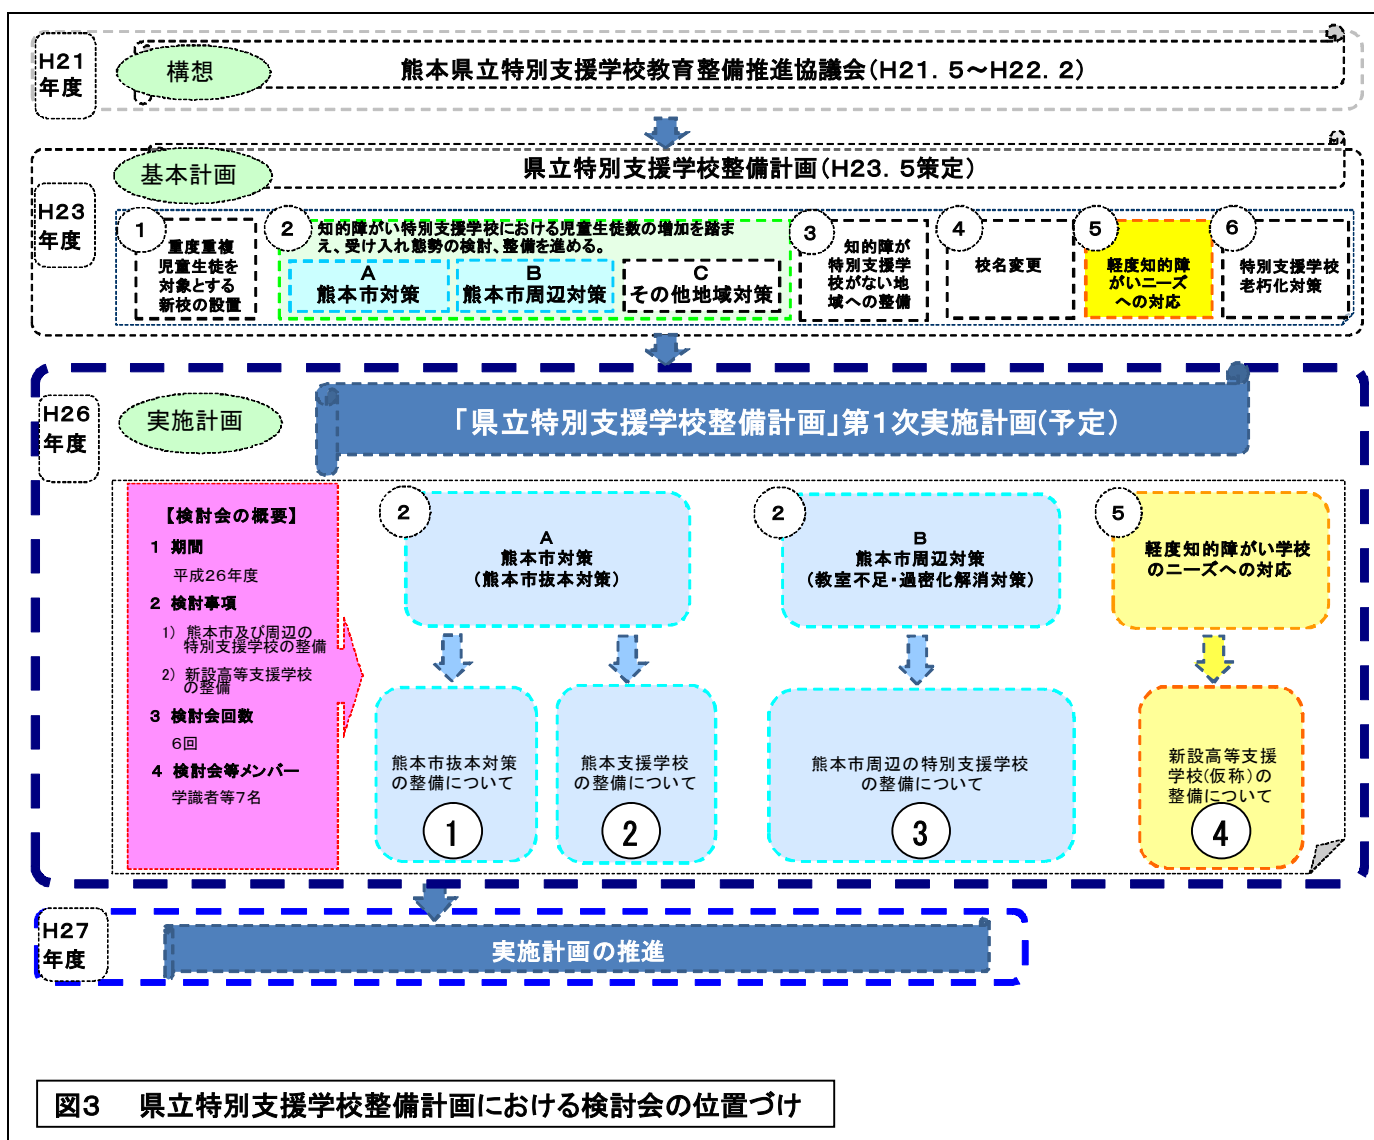 H21
年度
構想
熊本県立特別支援学校教育整備推進協議会(H21．5～H22．2)
基本計画
県立特別支援学校整備計画(H23．5策定)
H23
年度
1
重度重複
児童生徒を
対象とする
新校の設置
2
知的障がい特別支援学校における児童生徒数の増加を踏ま
え、受け入れ態勢の検討、整備を進める。
A
熊本市対策
B
熊本市周辺対策
C
その他地域対策
3
知的障が
特別支援学
校がない地
域への整備
4
校名変更
5
軽度知的障
がいニーズ
への対応
6
特別支援学校
老朽化対策
H26
年度
実施計画
「県立特別支援学校整備計画」第1次実施計画(予定)
【検討会の概要】
1 期間
平成26年度
2 検討事項
1) 熊本市及び周辺の
特別支援学校の整備
2) 新設高等支援学校
の整備
3 検討会回数
6回
4 検討会等メンバー
学識者等7名
2
A
熊本市対策
(熊本市抜本対策)
2
B
熊本市周辺対策
(教室不足・過密化解消対策)
5
軽度知的障がい学校
のニーズへの対応
熊本市抜本対策
の整備について
1
熊本支援学校
の整備について
2
熊本市周辺の特別支援学校
の整備について
3
新設高等支援
学校(仮称)の
整備について
4
H27
年度
実施計画の推進
図3 県立特別支援学校整備計画における検討会の位置づけ